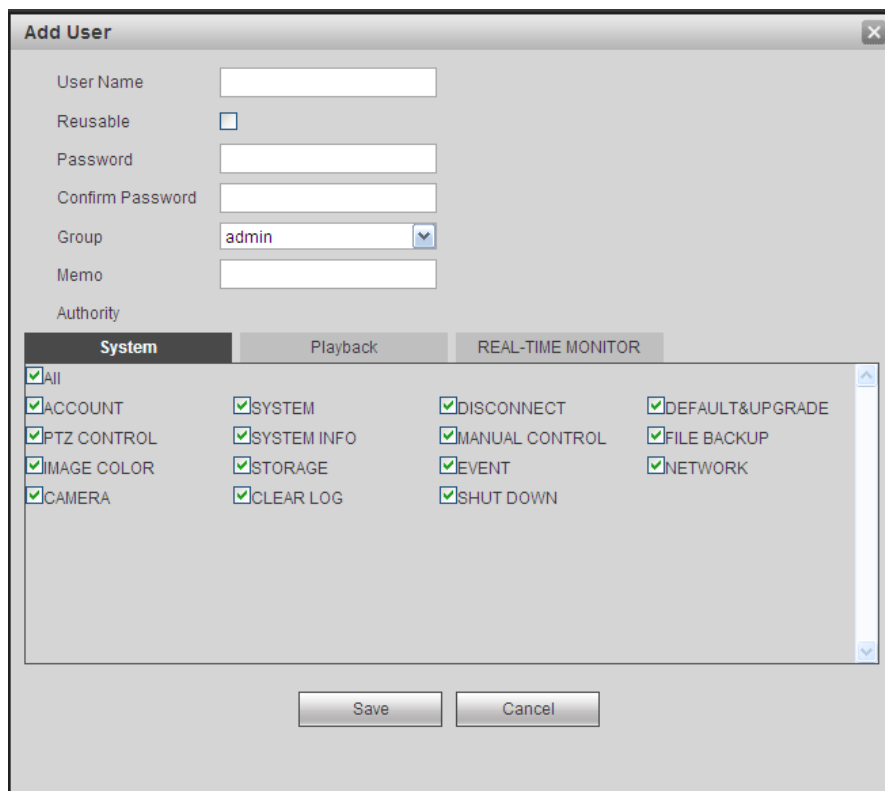 Add User
User Name
Reusable
Password
Confirm Password
Group admin
Memo
Authority
System Playback REAL-TIME MONITOR
All
ACCOUNT SYSTEM DISCONNECT DEFAULT&UPGRADE
PTZ CONTROL SYSTEM INFO MANUAL CONTROL FILE BACKUP
IMAGE COLOR STORAGE EVENT NETWORK
CAMERA CLEAR LOG SHUT DOWN
Save Cancel